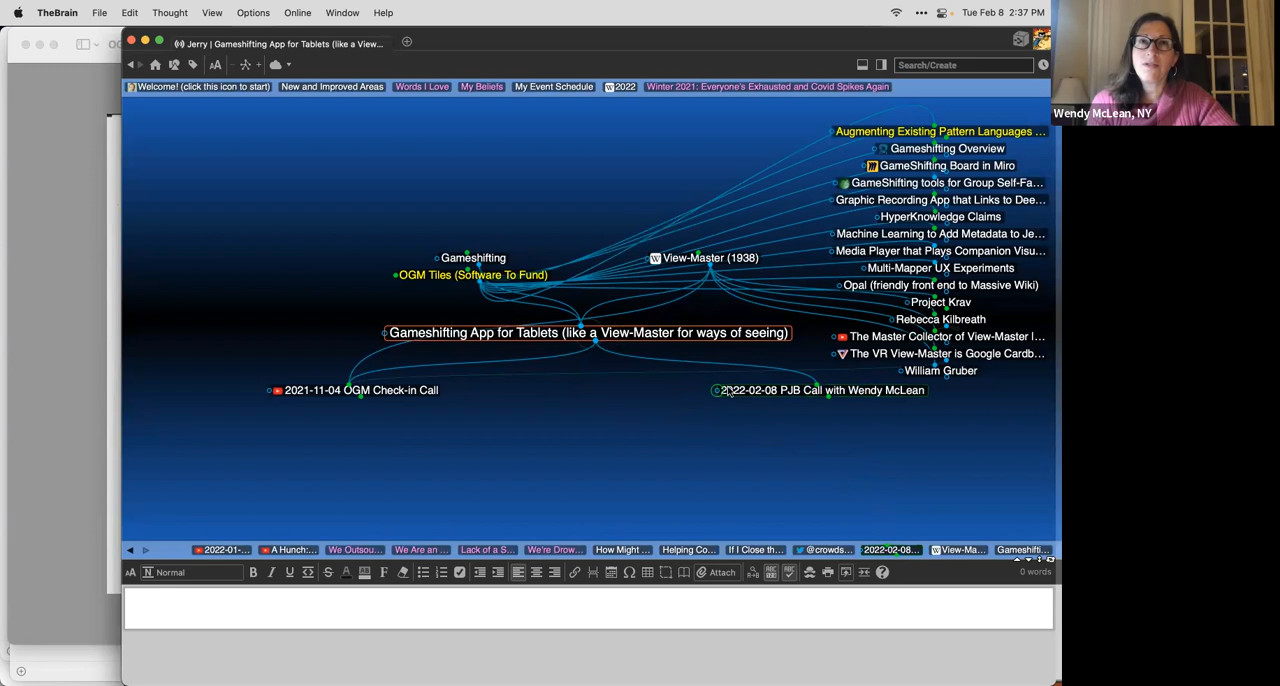 TheBrain File Edit Thought View Options Online Window Help Tue Feb 8 2:37 PM
Jerry | Gameshifting App for Tablets (like a View...
Search/Create
Welcome! (click this icon to start) New and Improved Areas Words I Love My Beliefs My Event Schedule 2022 Winter 2021: Everyone's Exhausted and Covid Spikes Again
Wendy McLean, NY
Augmenting Existing Pattern Languages ...
Gameshifting Overview
GameShifting Board in Miro
GameShifting tools for Group Self-Fa...
Graphic Recording App that Links to Dee...
HyperKnowledge Claims
Machine Learning to Add Metadata to Je...
Media Player that Plays Companion Visu...
Multi-Mapper UX Experiments
Opal (friendly front end to Massive Wiki)
Project Krav
Rebecca Kilbreath
The Master Collector of View-Master I...
The VR View-Master is Google Cardb...
William Gruber
Gameshifting
OGM Tiles (Software To Fund)
View-Master (1938)
Gameshifting App for Tablets (like a View-Master for ways of seeing)
2021-11-04 OGM Check-in Call
2022-02-08 PJB Call with Wendy McLean
2022-01-... A Hunch:... We Outsou... We Are an ... Lack of a S... We're Drow... How Might ... Helping Co... If I Close th... @crowds... 2022-02-08... View-Ma... Gameshifti...
Normal B I U S A F Attach 0 words